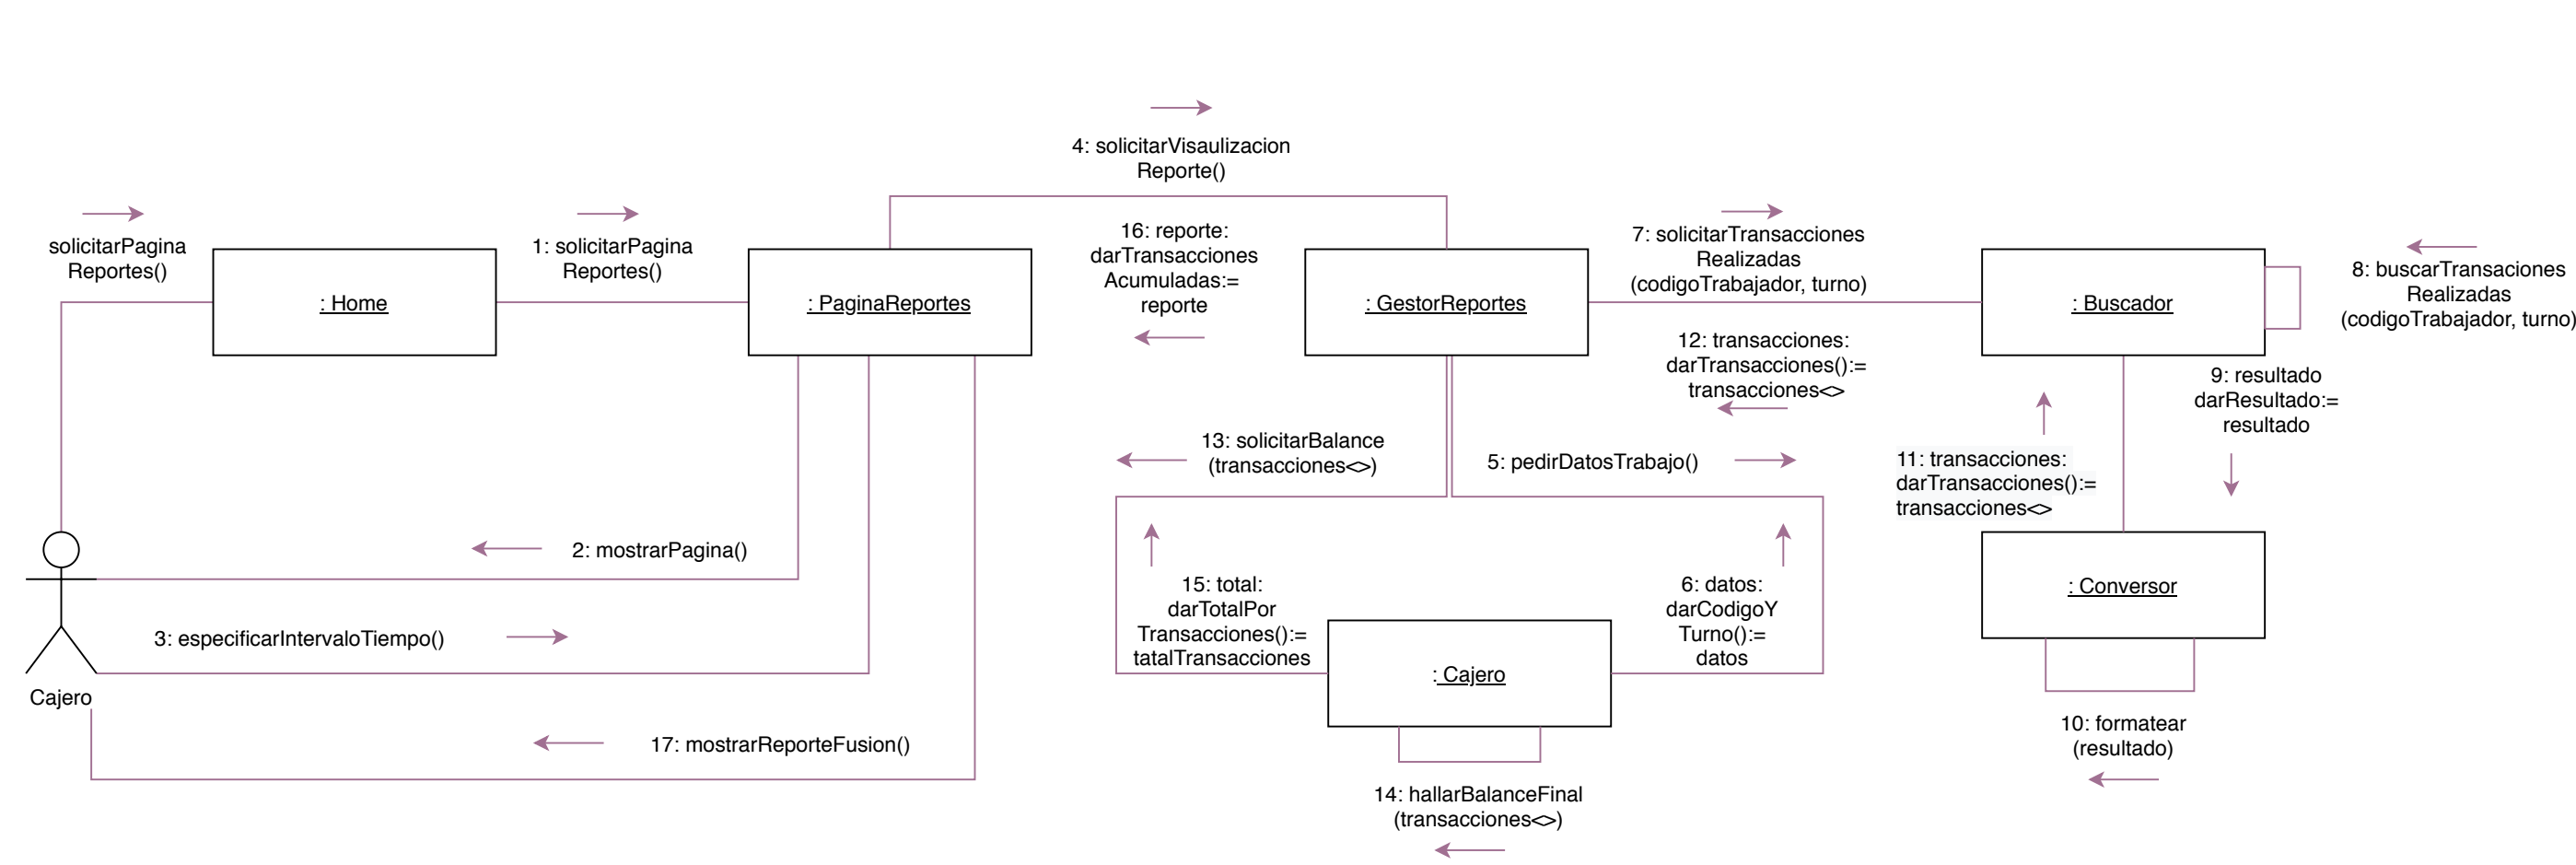 4: solicitarVisaulizacion
Reporte()
solicitarPagina
Reportes()
1: solicitarPagina
Reportes()
16: reporte:
darTransacciones
Acumuladas:=
reporte
7: solicitarTransacciones
Realizadas
(codigoTrabajador, turno)
8: buscarTransaciones
Realizadas
(codigoTrabajador, turno)
: Home
: PaginaReportes
: GestorReportes
: Buscador
12: transacciones:
darTransacciones():=
transacciones<>
9: resultado
darResultado:=
resultado
13: solicitarBalance
(transacciones<>)
5: pedirDatosTrabajo()
11: transacciones:
darTransacciones():=
transacciones<>
2: mostrarPagina()
15: total:
darTotalPor
Transacciones():=
tatalTransacciones
6: datos:
darCodigoY
Turno():=
datos
: Conversor
3: especificarIntervaloTiempo()
: Cajero
Cajero
10: formatear
(resultado)
17: mostrarReporteFusion()
14: hallarBalanceFinal
(transacciones<>)